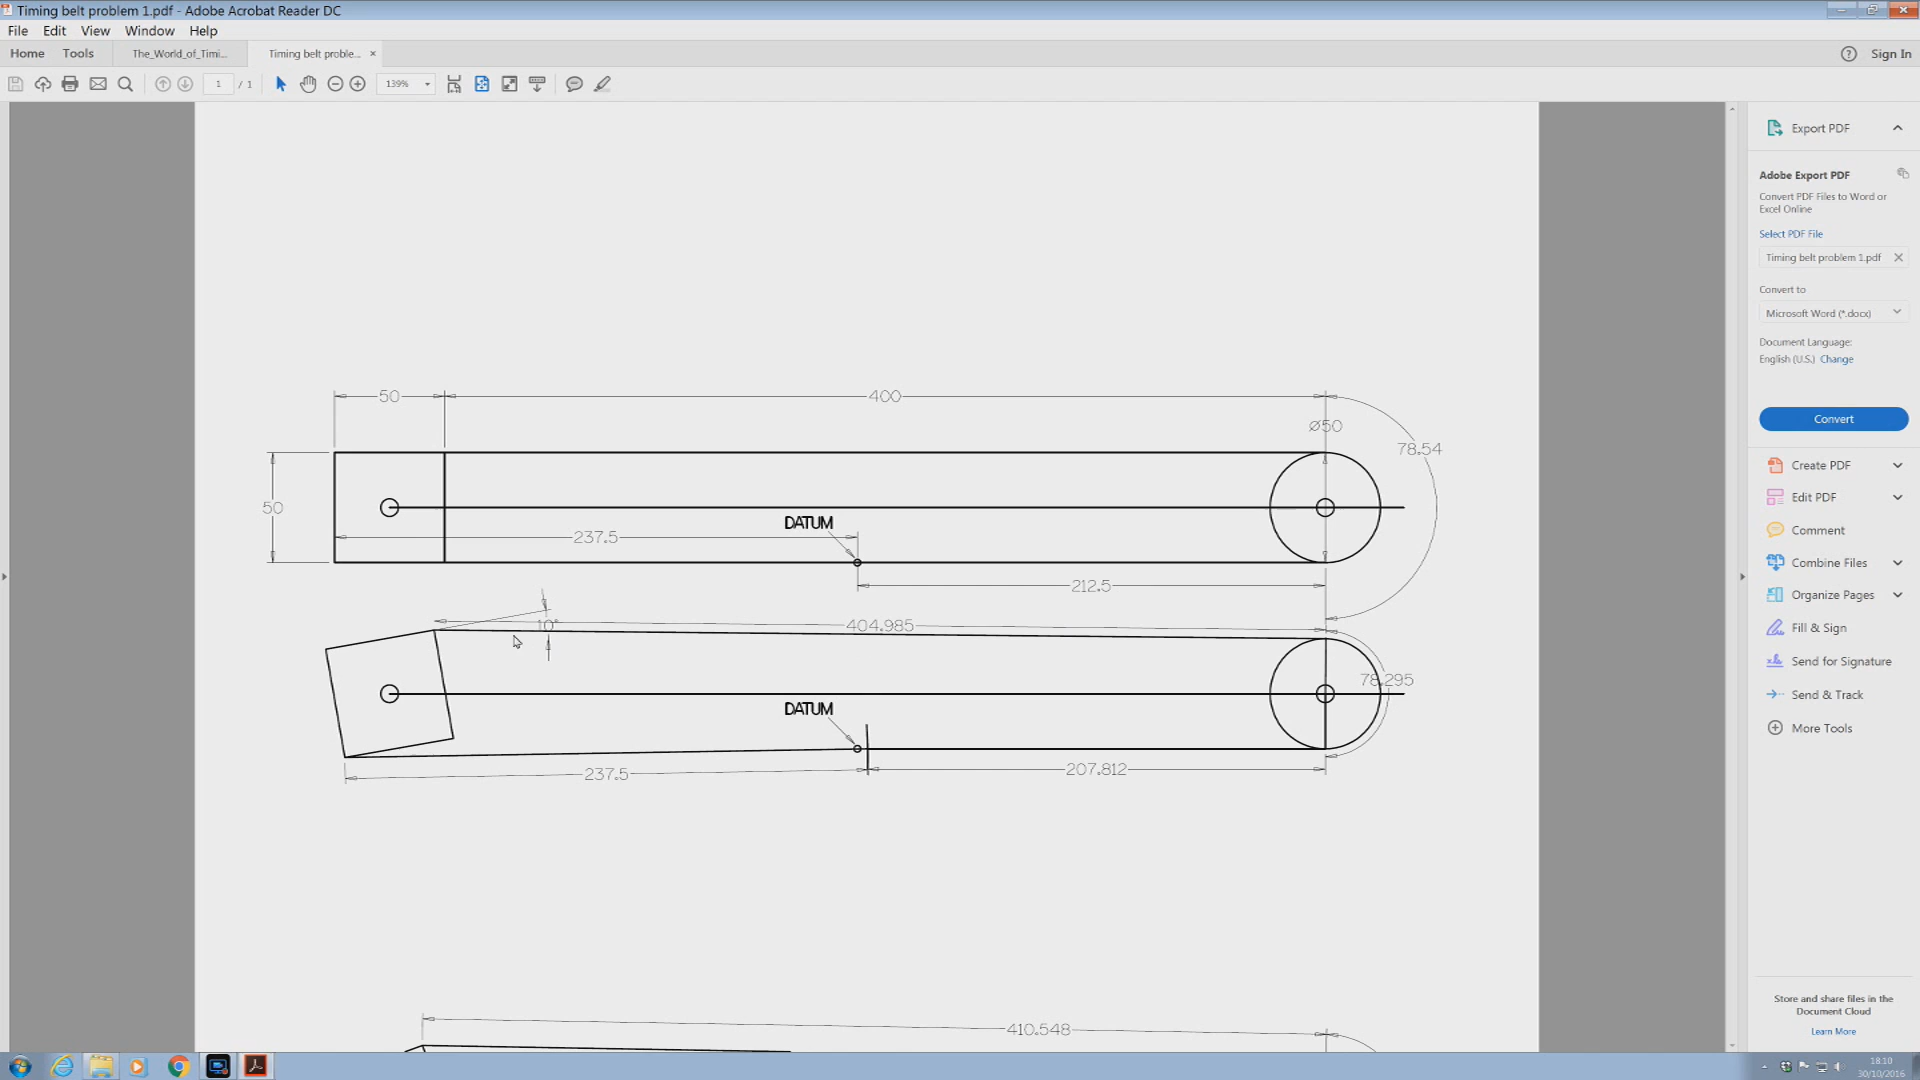 Timing belt problem 1.pdf - Adobe Acrobat Reader DC
File Edit View Window Help
Home Tools The_World_of_Timi... Timing belt proble... × Sign In
1 / 1 139%
50 400
Ø50
78.54
50
DATUM
237.5
212.5
10°
404.985
78.295
DATUM
237.5
207.812
410.548
Export PDF
Adobe Export PDF
Convert PDF Files to Word or
Excel Online
Select PDF File
Timing belt problem 1.pdf
Convert to
Microsoft Word (*.docx)
Document Language:
English (U.S.) Change
Convert
Create PDF
Edit PDF
Comment
Combine Files
Organize Pages
Fill & Sign
Send for Signature
Send & Track
More Tools
Store and share files in the
Document Cloud
Learn More
18:10
30/10/2016